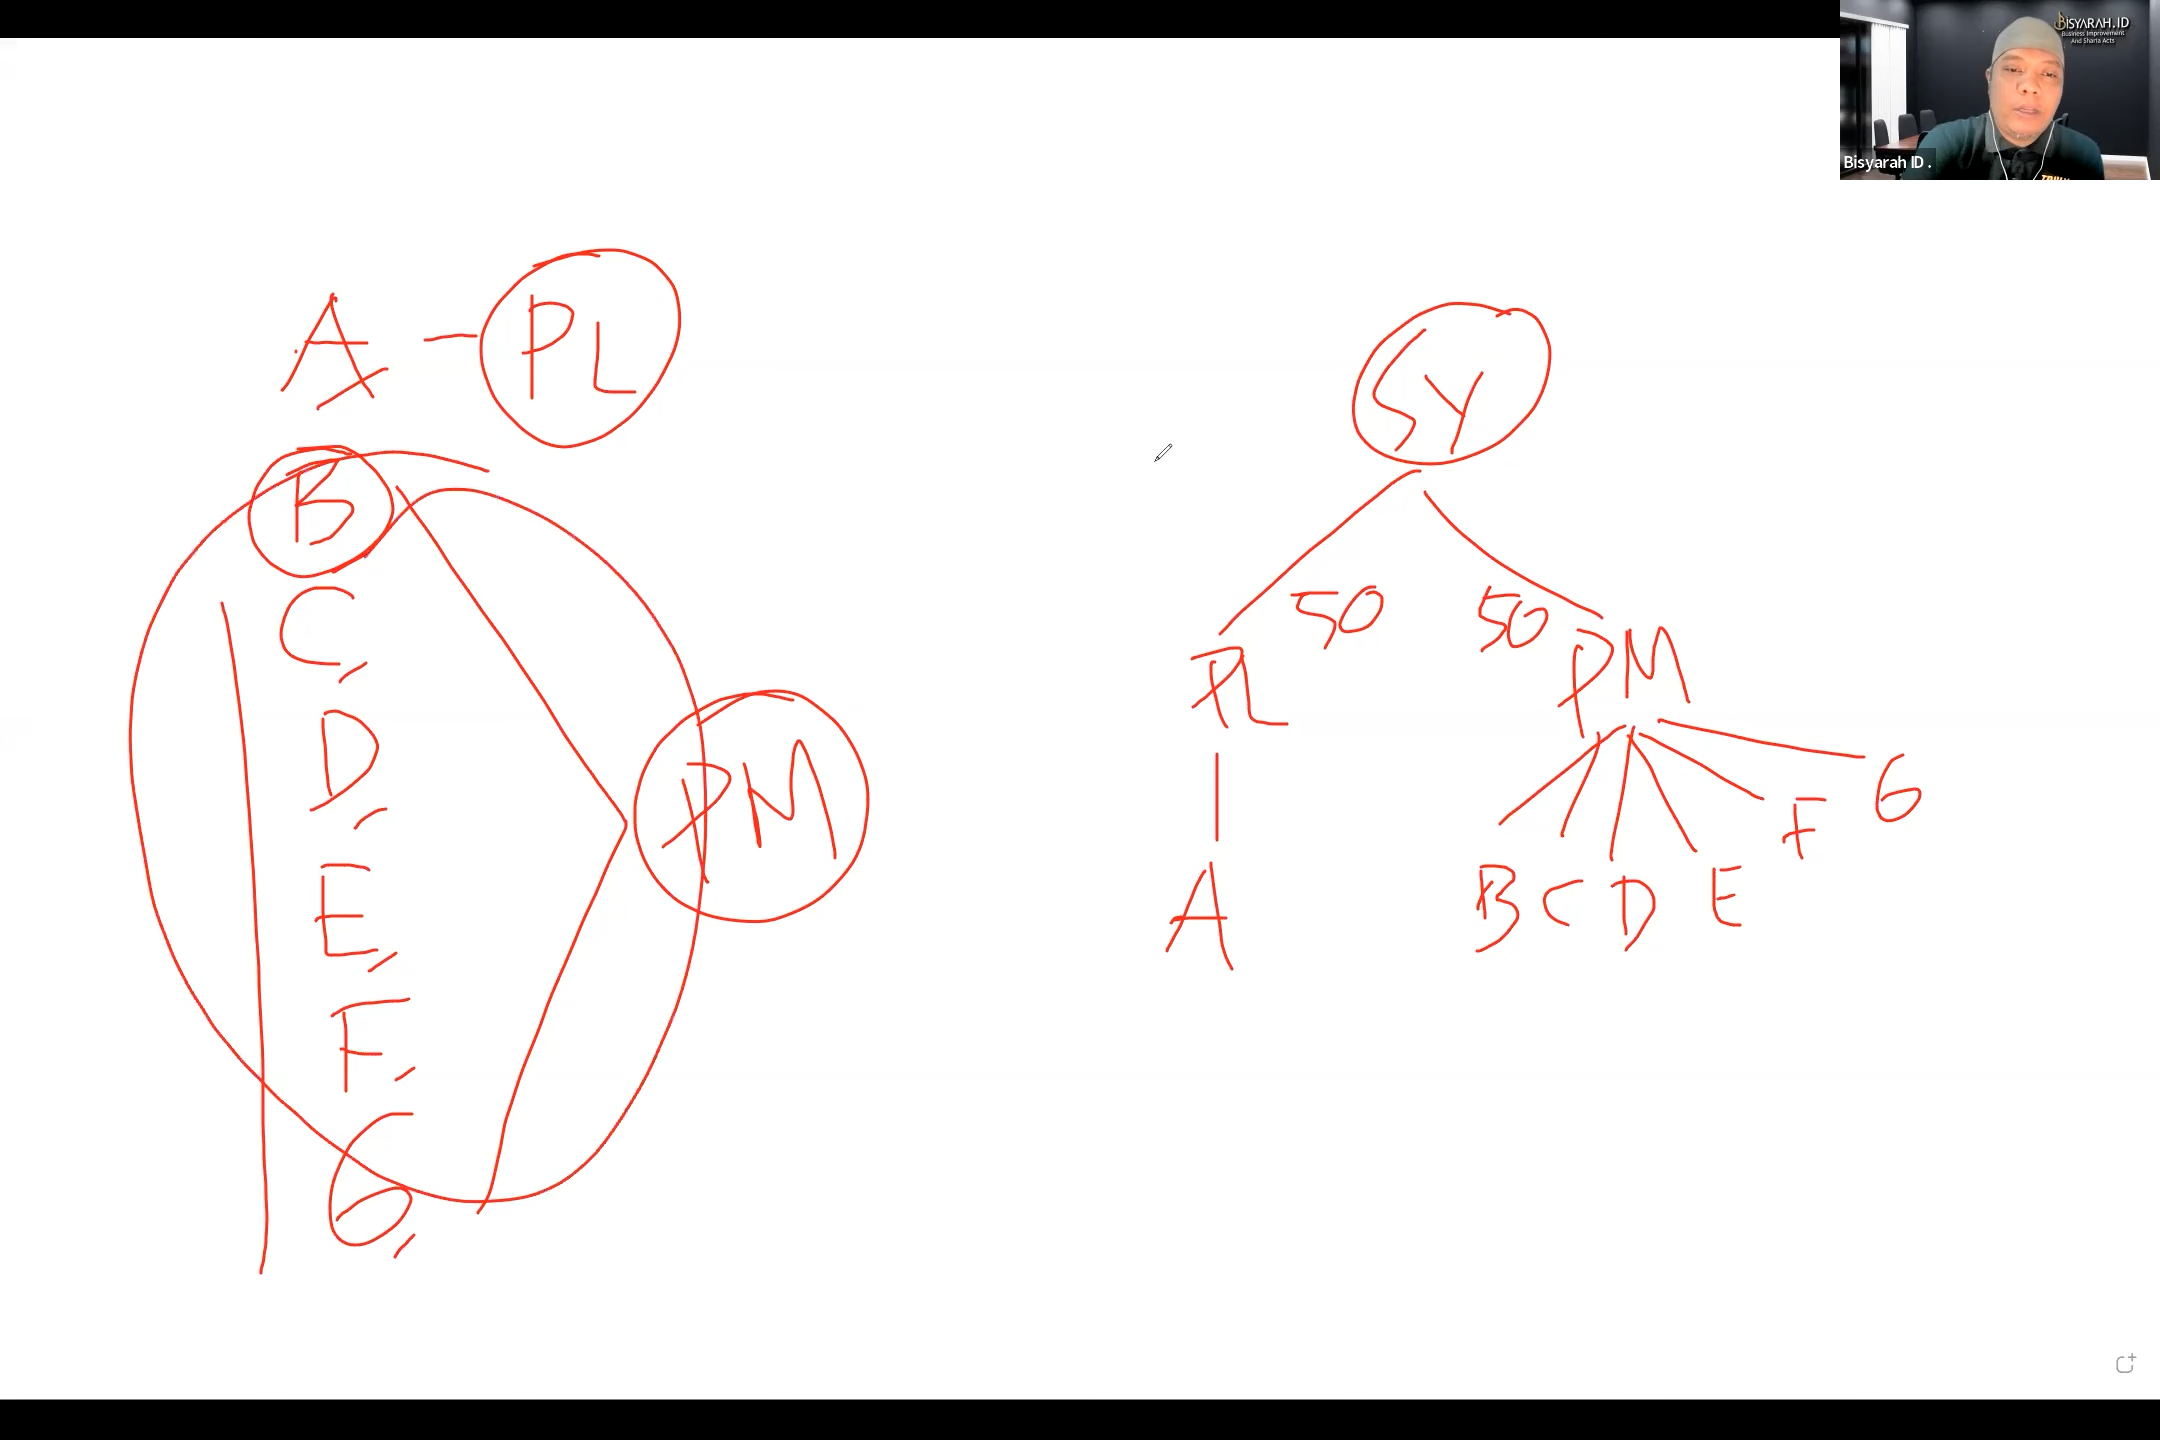 BISYARAH.ID
Business Improvement
And Sharia Acts
Bisyarah ID .
A - PL
B
C,
D,
E,
F,
G,
PM
SY
50 50
PL PM
A B C D E F G